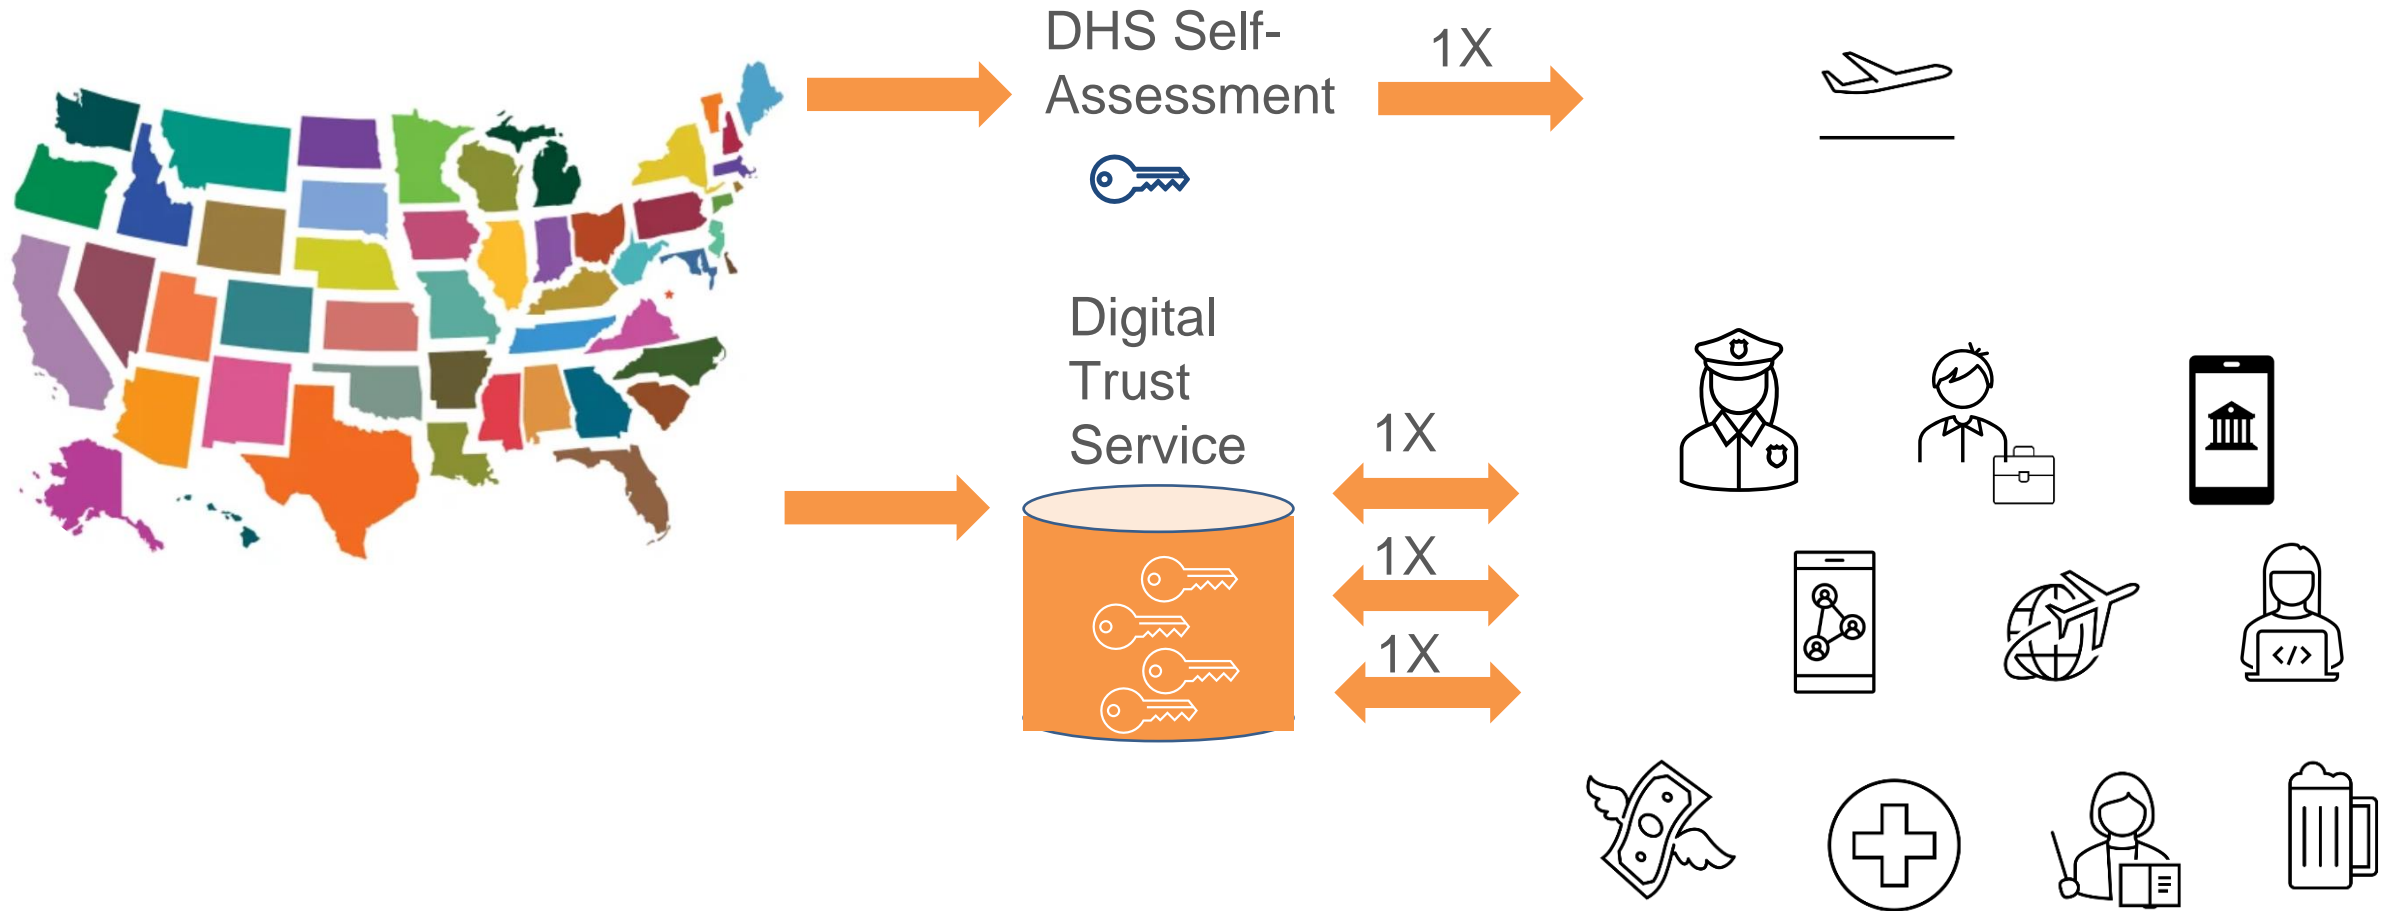 DHS Self-
Assessment
1X
Digital
Trust
Service
1X
1X
1X
</>